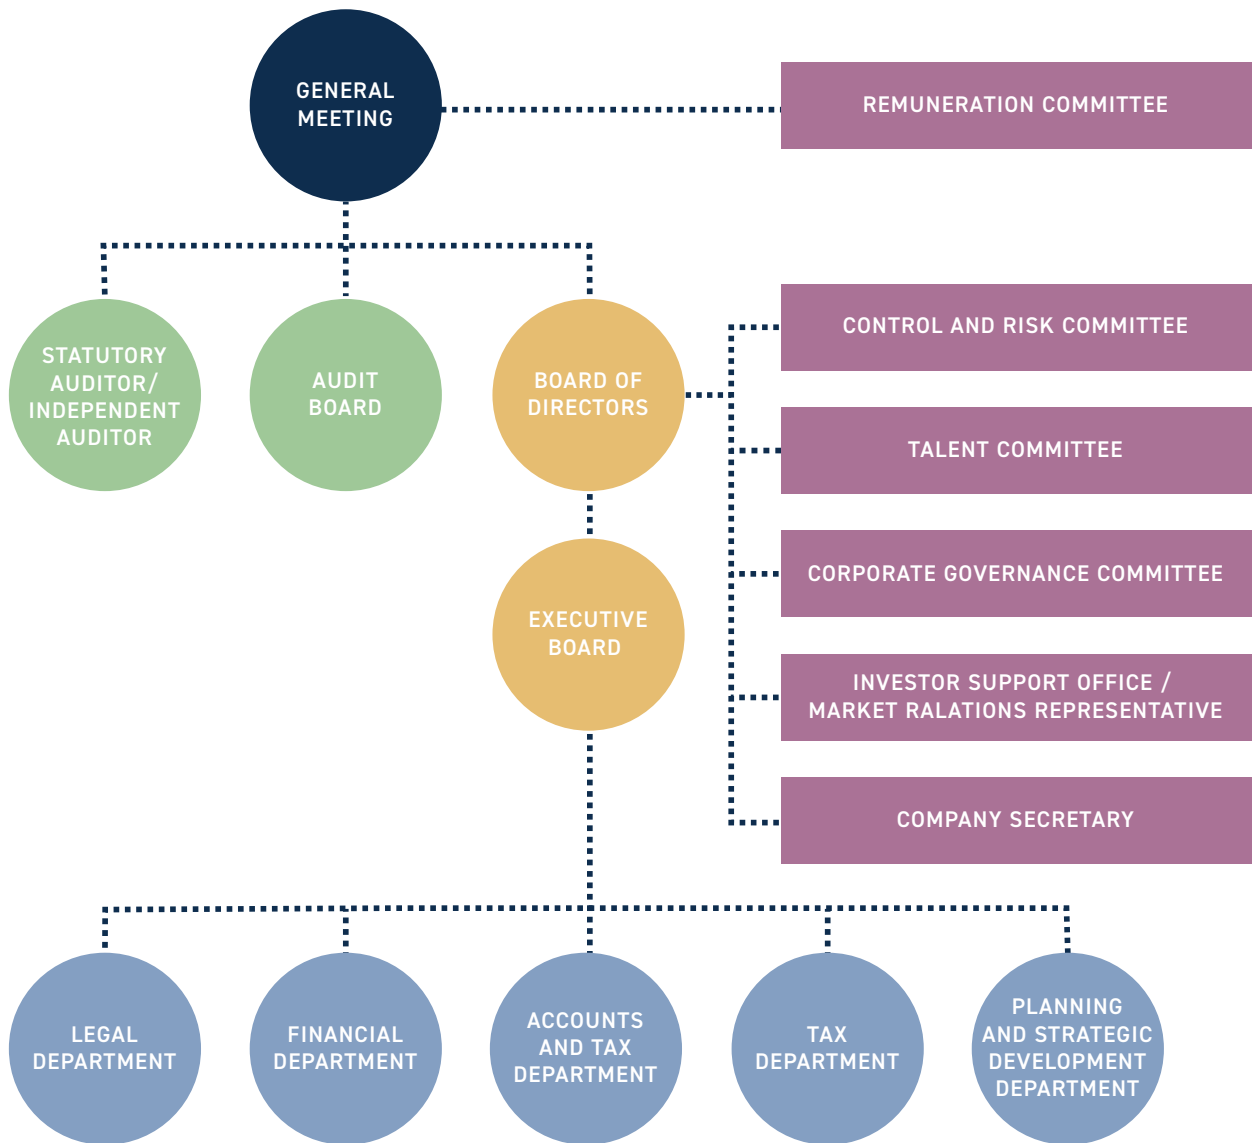 GENERAL
MEETING
REMUNERATION COMMITTEE
STATUTORY
AUDITOR/
INDEPENDENT
AUDITOR
AUDIT
BOARD
BOARD OF
DIRECTORS
CONTROL AND RISK COMMITTEE
TALENT COMMITTEE
CORPORATE GOVERNANCE COMMITTEE
EXECUTIVE
BOARD
INVESTOR SUPPORT OFFICE /
MARKET RALATIONS REPRESENTATIVE
COMPANY SECRETARY
LEGAL
DEPARTMENT
FINANCIAL
DEPARTMENT
ACCOUNTS
AND TAX
DEPARTMENT
TAX
DEPARTMENT
PLANNING
AND STRATEGIC
DEVELOPMENT
DEPARTMENT